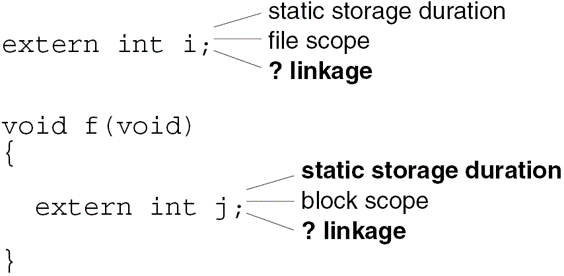 static storage duration
extern int i; file scope
? linkage
void f(void)
{
static storage duration
extern int j; block scope
? linkage
}